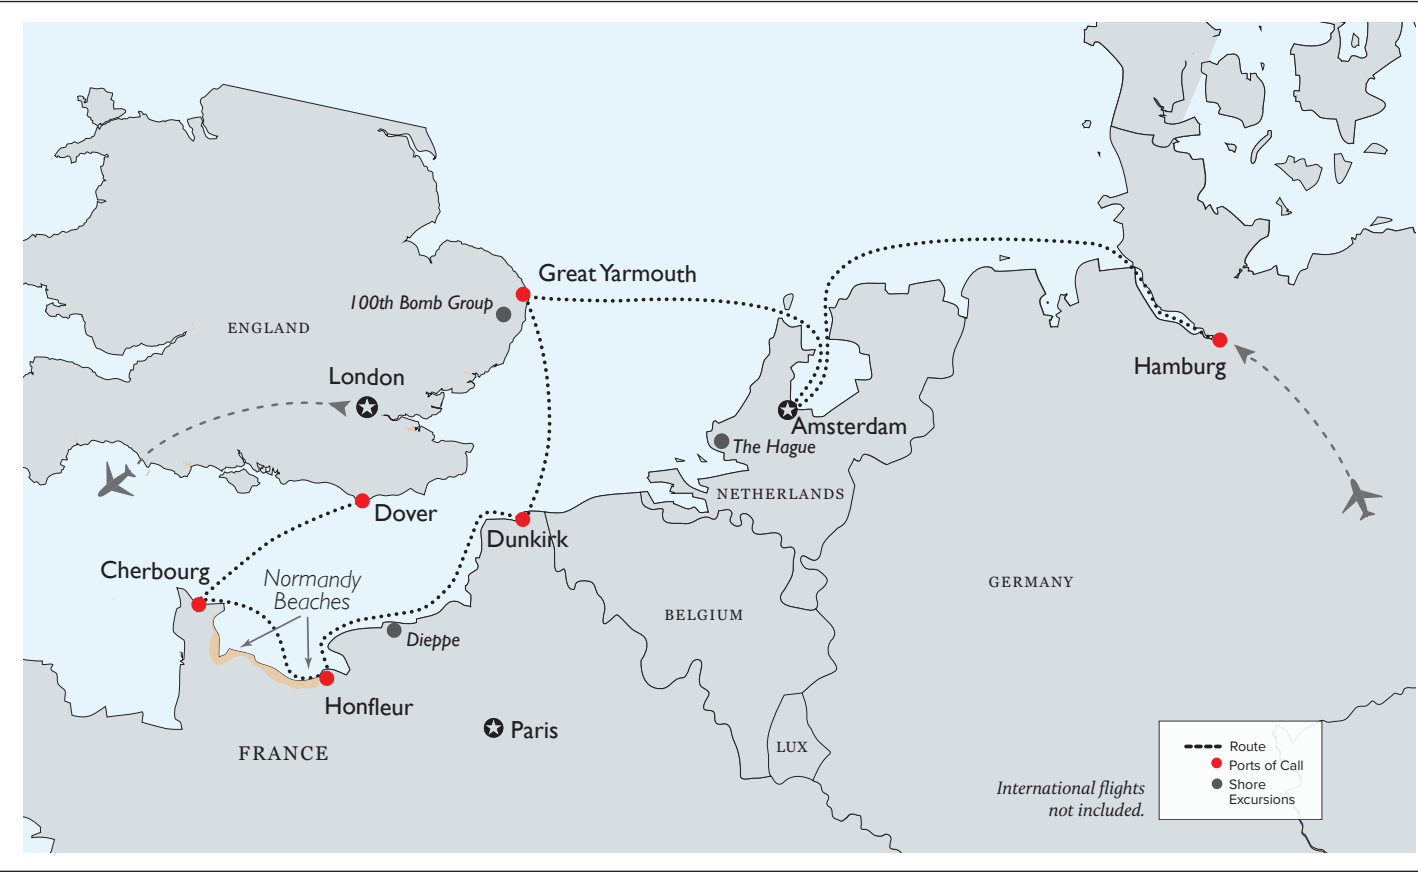 Great Yarmouth
100th Bomb Group
ENGLAND
London
Hamburg
Amsterdam
The Hague
NETHERLANDS
Dover
Dunkirk
Cherbourg
Normandy
Beaches
GERMANY
BELGIUM
Dieppe
Honfleur
Paris
FRANCE
LUX
Route
Ports of Call
Shore
Excursions
International flights
not included.